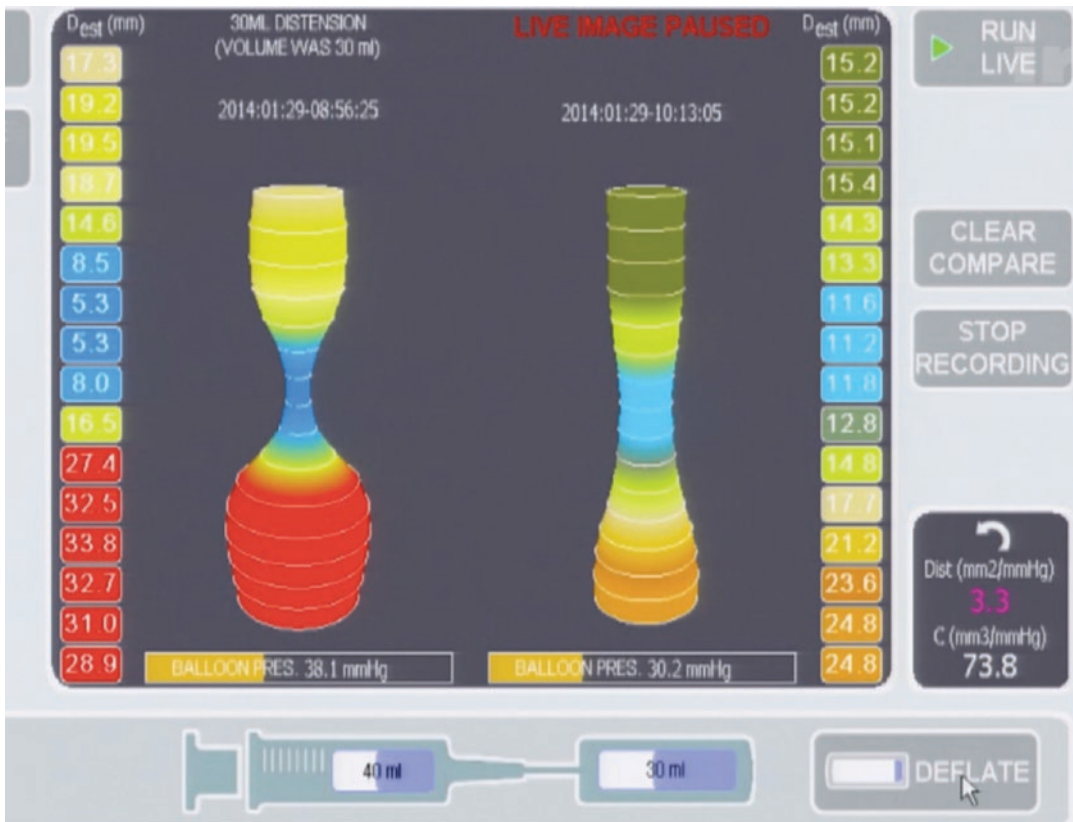 Dest (mm)
30ML DISTENSION
(VOLUME WAS 30 ml)
LIVE IMAGE PAUSED
Dest (mm)
RUN
LIVE
2014:01:29-08:56:25
2014:01:29-10:13:05
17.3
19.2
19.5
18.7
14.6
8.5
5.3
5.3
8.0
16.5
27.4
32.5
33.8
32.7
31.0
28.9
15.2
15.2
15.1
15.4
14.3
13.3
11.6
11.2
11.8
12.8
14.8
17.7
21.2
23.6
24.8
24.8
CLEAR
COMPARE
STOP
RECORDING
Dist (mm2/mmHg)
3.3
C (mm3/mmHg)
73.8
BALLOON PRES. 38.1 mmHg
BALLOON PRES. 30.2 mmHg
40 ml
30 ml
DEFLATE